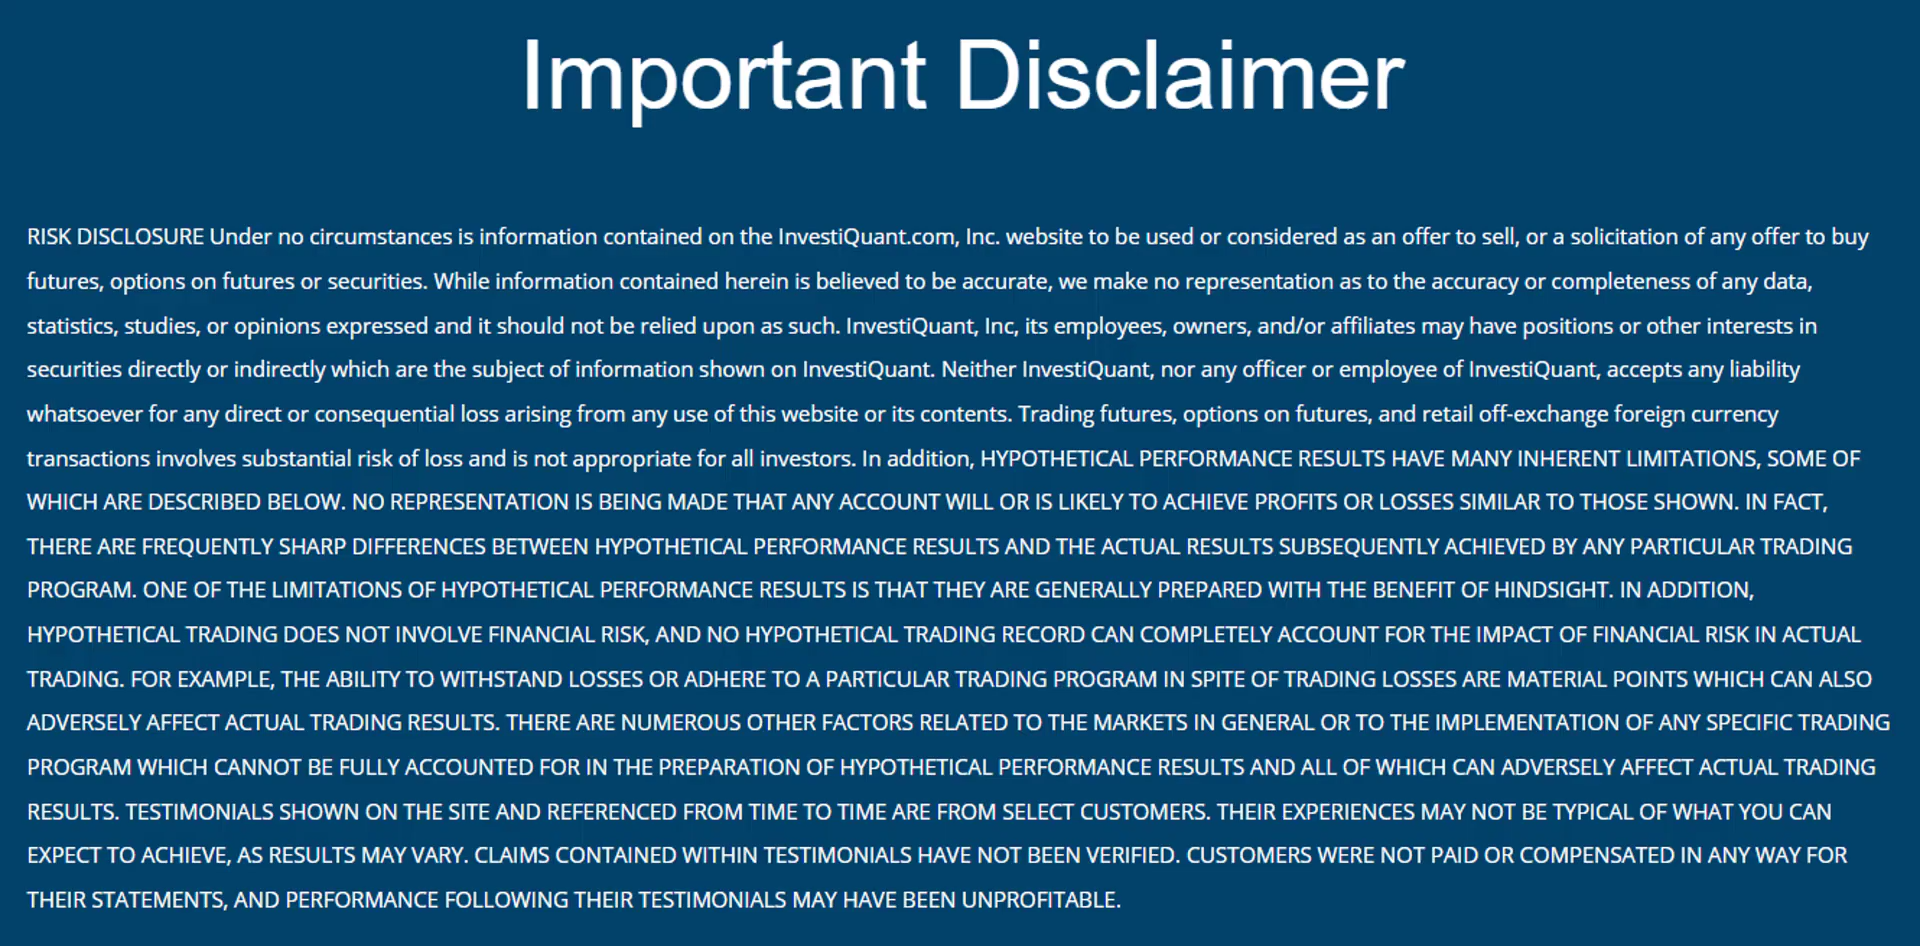 Important Disclaimer
RISK DISCLOSURE Under no circumstances is information contained on the InvestiQuant.com, Inc. website to be used or considered as an offer to sell, or a solicitation of any offer to buy
futures, options on futures or securities. While information contained herein is believed to be accurate, we make no representation as to the accuracy or completeness of any data,
statistics, studies, or opinions expressed and it should not be relied upon as such. InvestiQuant, Inc, its employees, owners, and/or affiliates may have positions or other interests in
securities directly or indirectly which are the subject of information shown on InvestiQuant. Neither InvestiQuant, nor any officer or employee of InvestiQuant, accepts any liability
whatsoever for any direct or consequential loss arising from any use of this website or its contents. Trading futures, options on futures, and retail off-exchange foreign currency
transactions involves substantial risk of loss and is not appropriate for all investors. In addition, HYPOTHETICAL PERFORMANCE RESULTS HAVE MANY INHERENT LIMITATIONS, SOME OF
WHICH ARE DESCRIBED BELOW. NO REPRESENTATION IS BEING MADE THAT ANY ACCOUNT WILL OR IS LIKELY TO ACHIEVE PROFITS OR LOSSES SIMILAR TO THOSE SHOWN. IN FACT,
THERE ARE FREQUENTLY SHARP DIFFERENCES BETWEEN HYPOTHETICAL PERFORMANCE RESULTS AND THE ACTUAL RESULTS SUBSEQUENTLY ACHIEVED BY ANY PARTICULAR TRADING
PROGRAM. ONE OF THE LIMITATIONS OF HYPOTHETICAL PERFORMANCE RESULTS IS THAT THEY ARE GENERALLY PREPARED WITH THE BENEFIT OF HINDSIGHT. IN ADDITION,
HYPOTHETICAL TRADING DOES NOT INVOLVE FINANCIAL RISK, AND NO HYPOTHETICAL TRADING RECORD CAN COMPLETELY ACCOUNT FOR THE IMPACT OF FINANCIAL RISK IN ACTUAL
TRADING. FOR EXAMPLE, THE ABILITY TO WITHSTAND LOSSES OR ADHERE TO A PARTICULAR TRADING PROGRAM IN SPITE OF TRADING LOSSES ARE MATERIAL POINTS WHICH CAN ALSO
ADVERSELY AFFECT ACTUAL TRADING RESULTS. THERE ARE NUMEROUS OTHER FACTORS RELATED TO THE MARKETS IN GENERAL OR TO THE IMPLEMENTATION OF ANY SPECIFIC TRADING
PROGRAM WHICH CANNOT BE FULLY ACCOUNTED FOR IN THE PREPARATION OF HYPOTHETICAL PERFORMANCE RESULTS AND ALL OF WHICH CAN ADVERSELY AFFECT ACTUAL TRADING
RESULTS. TESTIMONIALS SHOWN ON THE SITE AND REFERENCED FROM TIME TO TIME ARE FROM SELECT CUSTOMERS. THEIR EXPERIENCES MAY NOT BE TYPICAL OF WHAT YOU CAN
EXPECT TO ACHIEVE, AS RESULTS MAY VARY. CLAIMS CONTAINED WITHIN TESTIMONIALS HAVE NOT BEEN VERIFIED. CUSTOMERS WERE NOT PAID OR COMPENSATED IN ANY WAY FOR
THEIR STATEMENTS, AND PERFORMANCE FOLLOWING THEIR TESTIMONIALS MAY HAVE BEEN UNPROFITABLE.